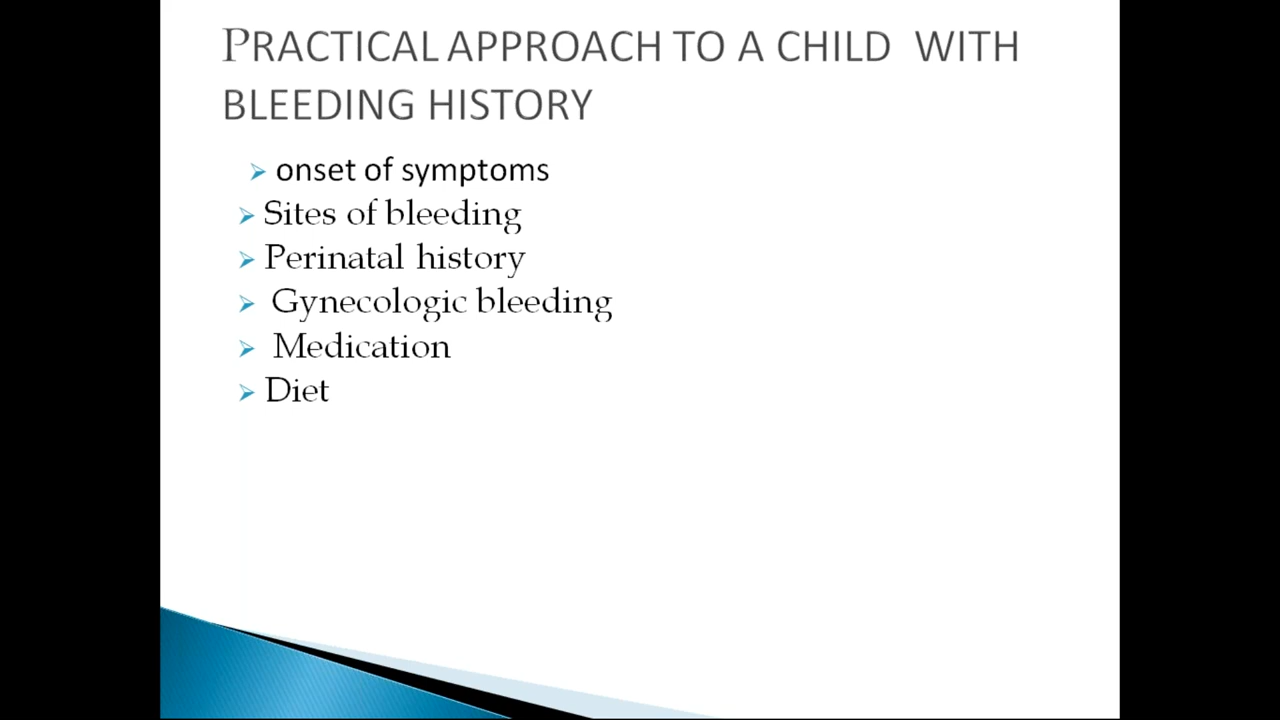 PRACTICAL APPROACH TO A CHILD WITH
BLEEDING HISTORY
onset of symptoms
Sites of bleeding
Perinatal history
Gynecologic bleeding
Medication
Diet